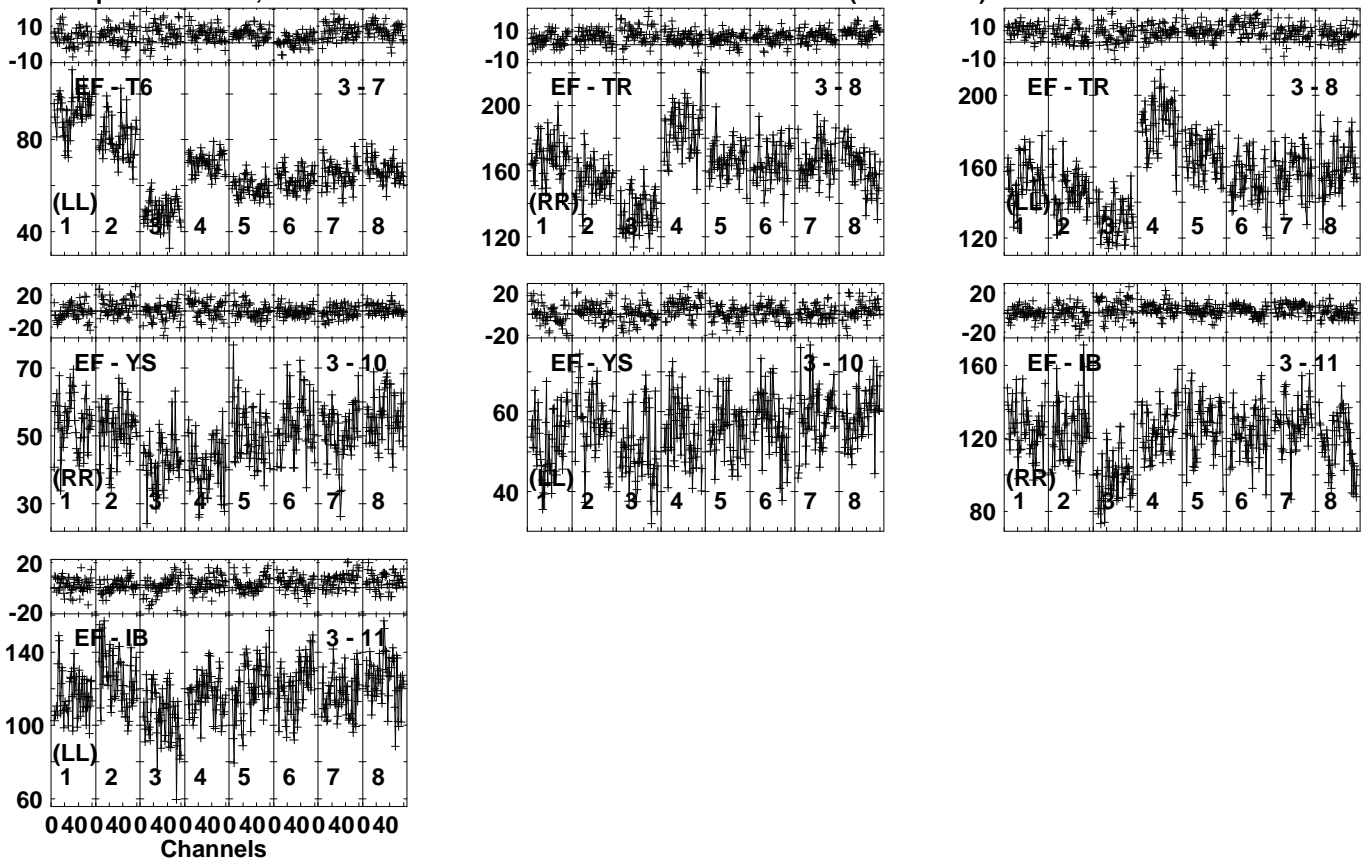 10
-10
EF - T6 3 - 7
80
(LL)
1 2 3 4 5 6 7 8
40
10
-10
EF - TR 3 - 8
200
160
(RR)
1 2 3 4 5 6 7 8
120
10
-10
EF - TR 3 - 8
200
160
(LL)
1 2 3 4 5 6 7 8
120
20
-20
EF - YS 3 - 10
70
50
(RR)
1 2 3 4 5 6 7 8
30
20
-20
EF - YS 3 - 10
60
(LL)
1 2 3 4 5 6 7 8
40
20
-20
EF - IB 3 - 11
160
120
(RR)
1 2 3 4 5 6 7 8
80
20
-20
EF - IB 3 - 11
140
100
(LL)
1 2 3 4 5 6 7 8
60
0 40 0 40 0 40 0 40 0 40 0 40 0 40 0 40
Channels